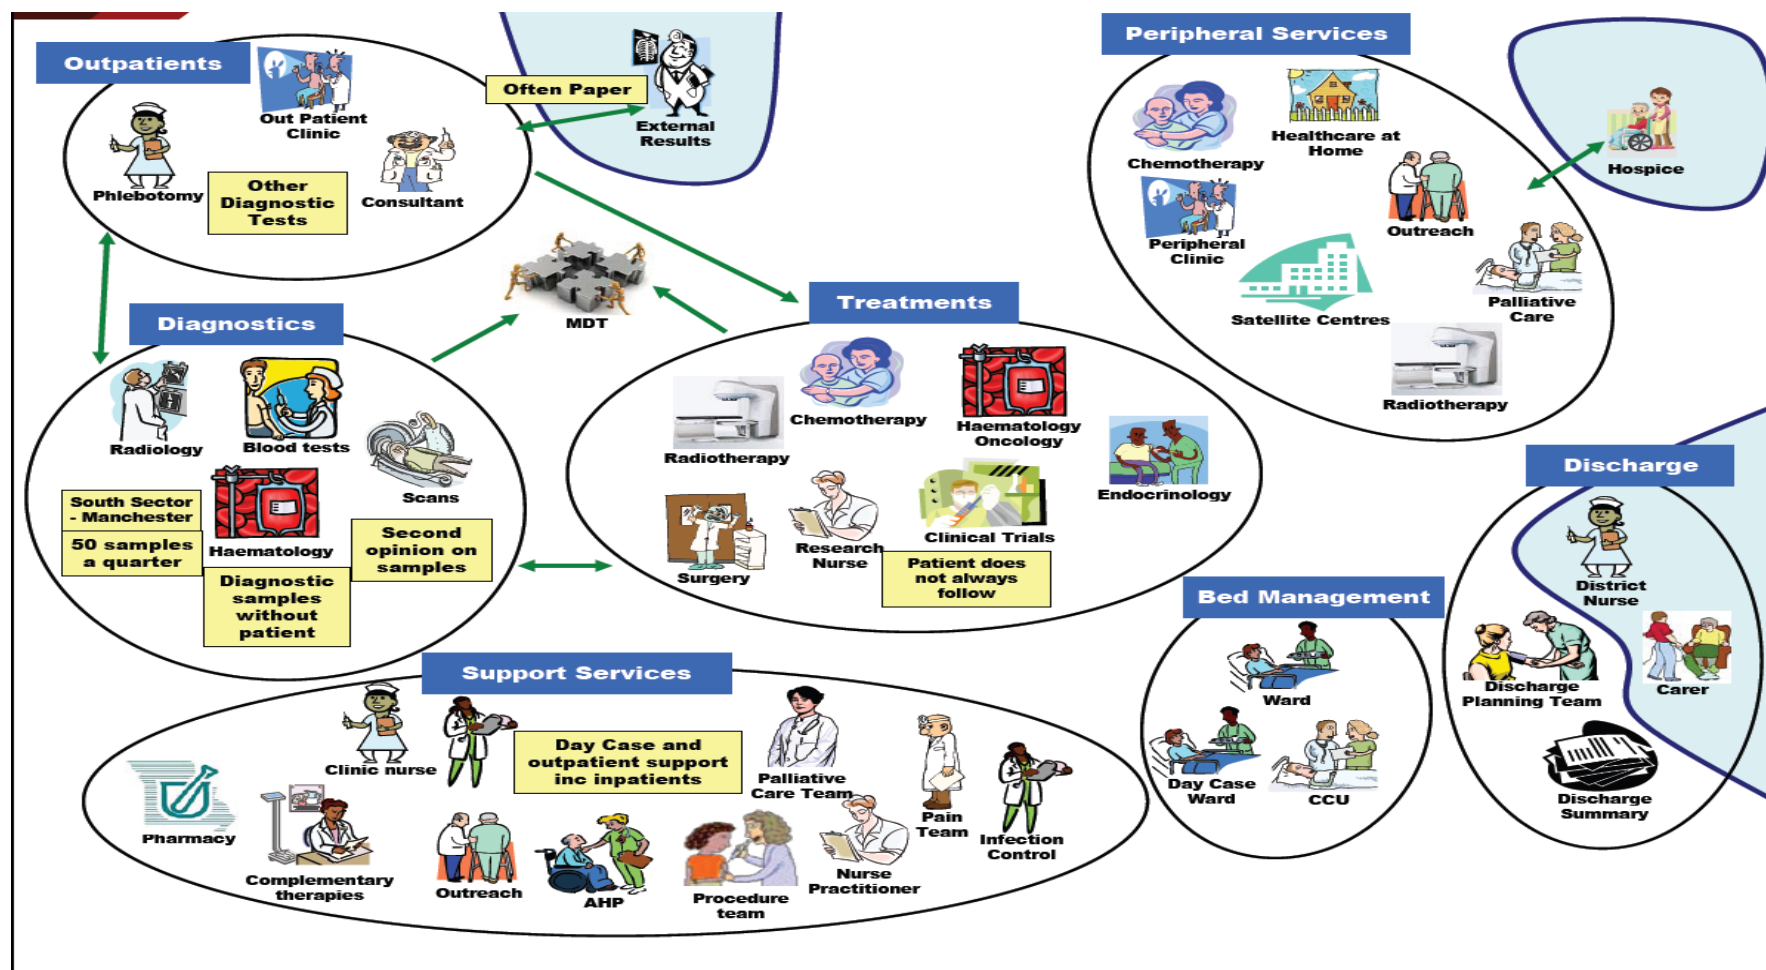 Outpatients
Out Patient
Clinic
Phlebotomy
Other
Diagnostic
Tests
Consultant
Often Paper
External
Results
Peripheral Services
Chemotherapy
Healthcare at
Home
Peripheral
Clinic
Outreach
Satellite Centres
Palliative
Care
Radiotherapy
Hospice
MDT
Diagnostics
Radiology
Blood tests
Scans
South Sector
- Manchester
50 samples
a quarter
Haematology
Second
opinion on
samples
Diagnostic
samples
without
patient
Treatments
Chemotherapy
Haematology
Oncology
Radiotherapy
Endocrinology
Surgery
Research
Nurse
Clinical Trials
Patient does
not always
follow
Discharge
District
Nurse
Discharge
Planning Team
Carer
Discharge
Summary
Bed Management
Ward
Day Case
Ward
CCU
Support Services
Clinic nurse
Day Case and
outpatient support
inc inpatients
Palliative
Care Team
Pain
Team
Infection
Control
Pharmacy
Complementary
therapies
Outreach
AHP
Procedure
team
Nurse
Practitioner